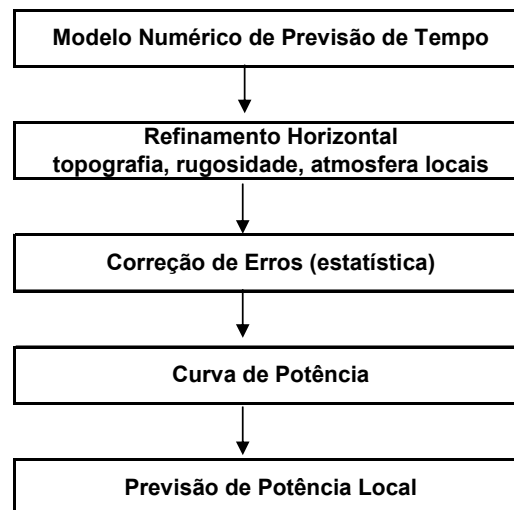 Modelo Numérico de Previsão de Tempo
Refinamento Horizontal
topografia, rugosidade, atmosfera locais
Correção de Erros (estatística)
Curva de Potência
Previsão de Potência Local